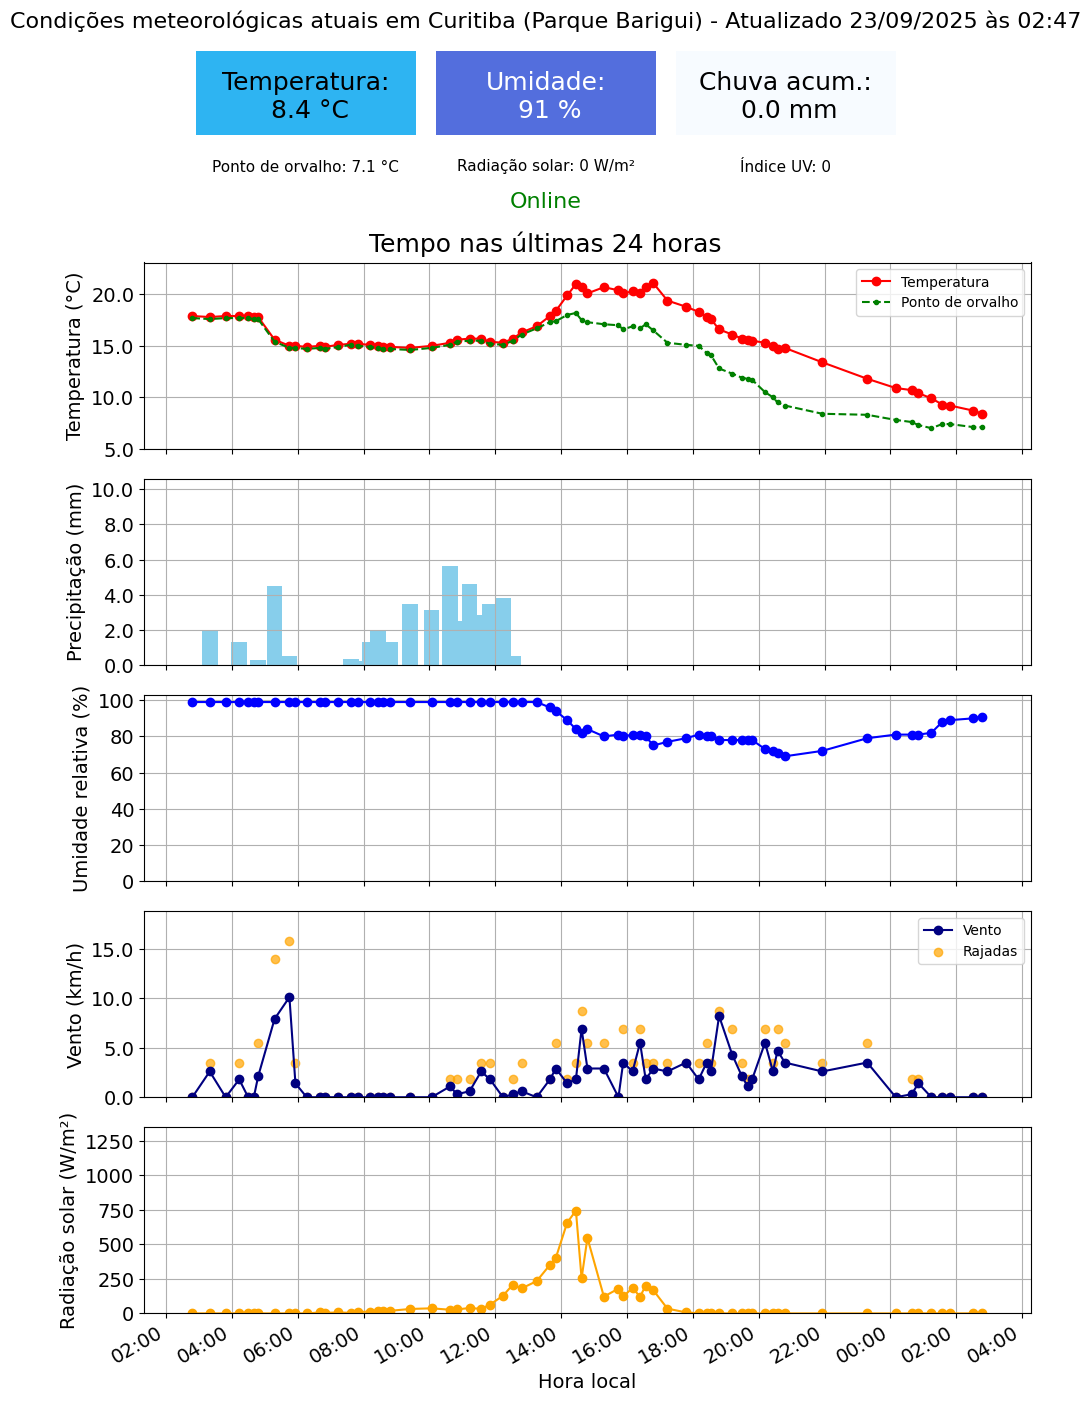 Condições meteorológicas atuais em Curitiba (Parque Barigui) - Atualizado 23/09/2025 às 02:47
Temperatura:
8.4 °C
Umidade:
91 %
Chuva acum.:
0.0 mm
Ponto de orvalho: 7.1 °C
Radiação solar: 0 W/m²
Índice UV: 0
Online
Tempo nas últimas 24 horas
Temperatura (°C)
20.0
15.0
10.0
5.0
Temperatura
Ponto de orvalho
Precipitação (mm)
10.0
8.0
6.0
4.0
2.0
0.0
Umidade relativa (%)
100
80
60
40
20
0
Vento (km/h)
15.0
10.0
5.0
0.0
Vento
Rajadas
Radiação solar (W/m²)
1250
1000
750
500
250
0
02:00
04:00
06:00
08:00
10:00
12:00
14:00
16:00
18:00
20:00
22:00
00:00
02:00
04:00
Hora local